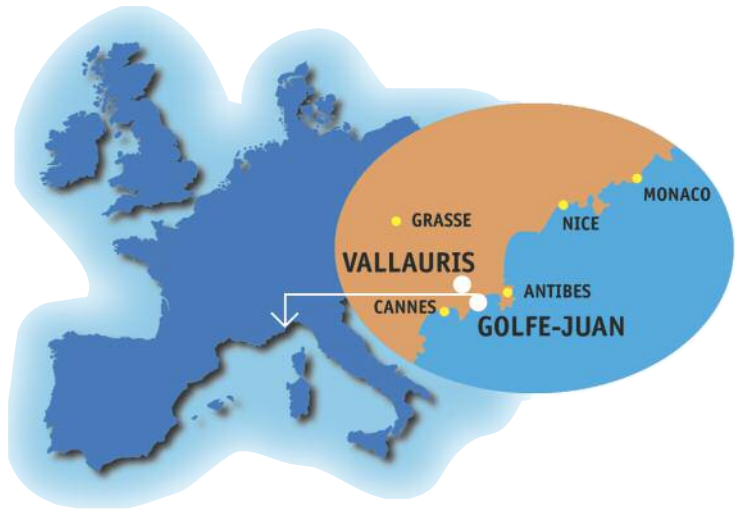 MONACO
GRASSE
NICE
VALLAURIS
ANTIBES
CANNES
GOLFE-JUAN